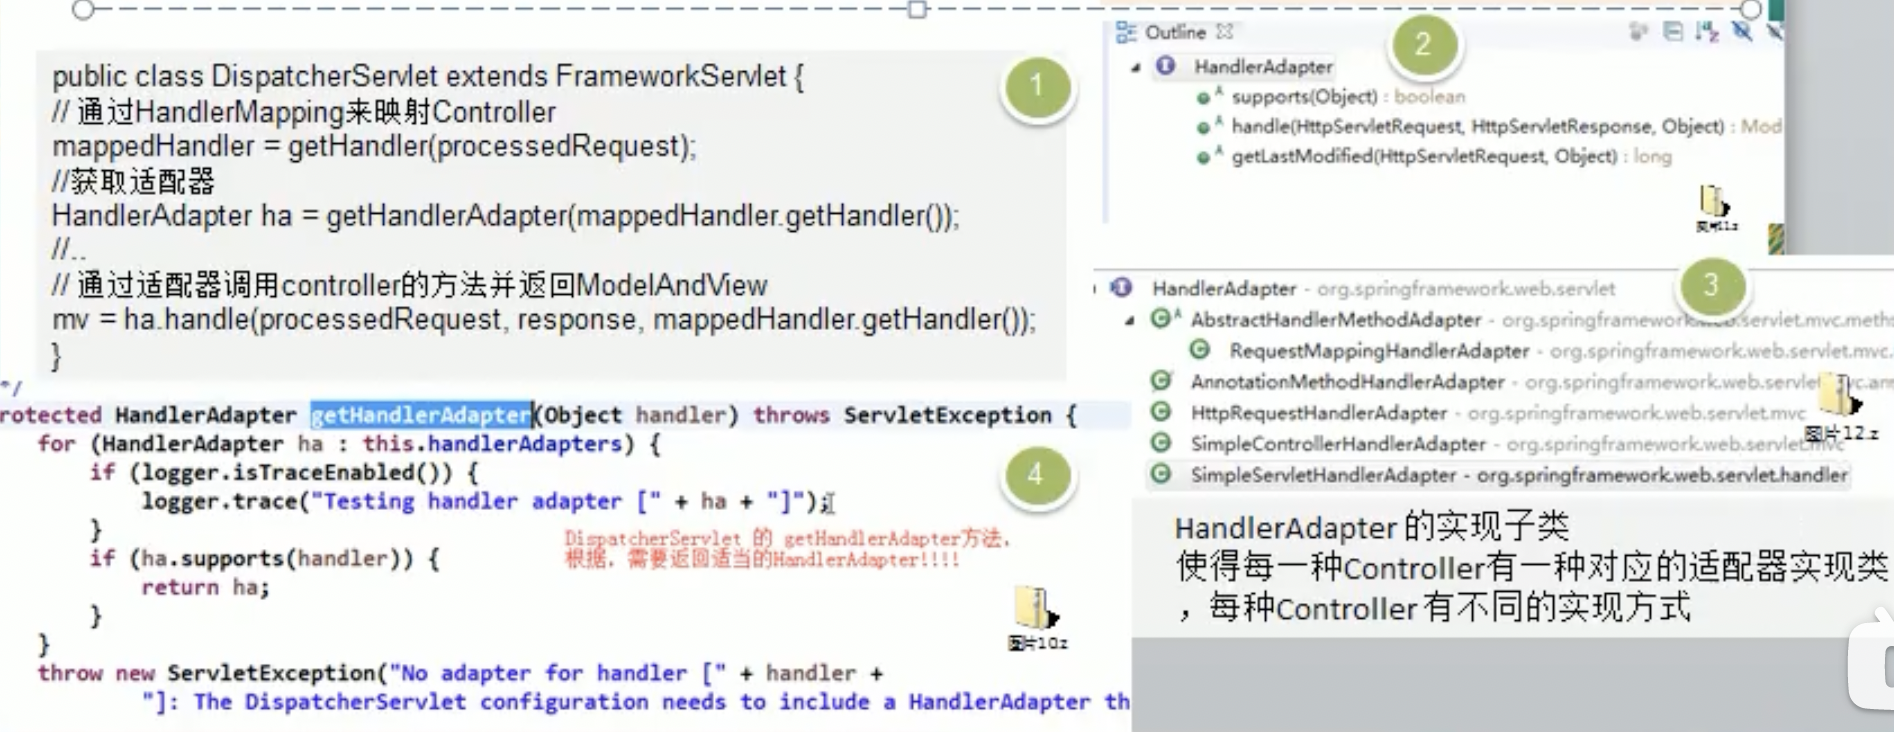 public class DispatcherServlet extends FrameworkServlet {
// 通过HandlerMapping来映射Controller
mappedHandler = getHandler(processedRequest);
//获取适配器
HandlerAdapter ha = getHandlerAdapter(mappedHandler.getHandler());
//..
// 通过适配器调用controller的方法并返回ModelAndView
mv = ha.handle(processedRequest, response, mappedHandler.getHandler());
}
1
Outline
2
HandlerAdapter
supports(Object) : boolean
handle(HttpServletRequest, HttpServletResponse, Object) : Mod
getLastModified(HttpServletRequest, Object) : long
3
HandlerAdapter - org.springframework.web.servlet
AbstractHandlerMethodAdapter - org.springframework.web.servlet.mvc.meth
RequestMappingHandlerAdapter - org.springframework.web.servlet.mvc.
AnnotationMethodHandlerAdapter - org.springframework.web.servlet
HttpRequestHandlerAdapter - org.springframework.web.servlet.mvc
SimpleControllerHandlerAdapter - org.springframework.web.servlet.mvc
SimpleServletHandlerAdapter - org.springframework.web.servlet.handler
图片12.z
HandlerAdapter 的实现子类
使得每一种Controller有一种对应的适配器实现类
，每种Controller有不同的实现方式
*/
rotected HandlerAdapter getHandlerAdapter(Object handler) throws ServletException {
for (HandlerAdapter ha : this.handlerAdapters) {
if (logger.isTraceEnabled()) {
logger.trace("Testing handler adapter [" + ha + "]");
}
if (ha.supports(handler)) {
return ha;
}
}
throw new ServletException("No adapter for handler [" + handler +
"]: The DispatcherServlet configuration needs to include a HandlerAdapter th
4
DispatcherServlet 的 getHandlerAdapter方法，
根据，需要返回适当的HandlerAdapter!!!!
图片10.z